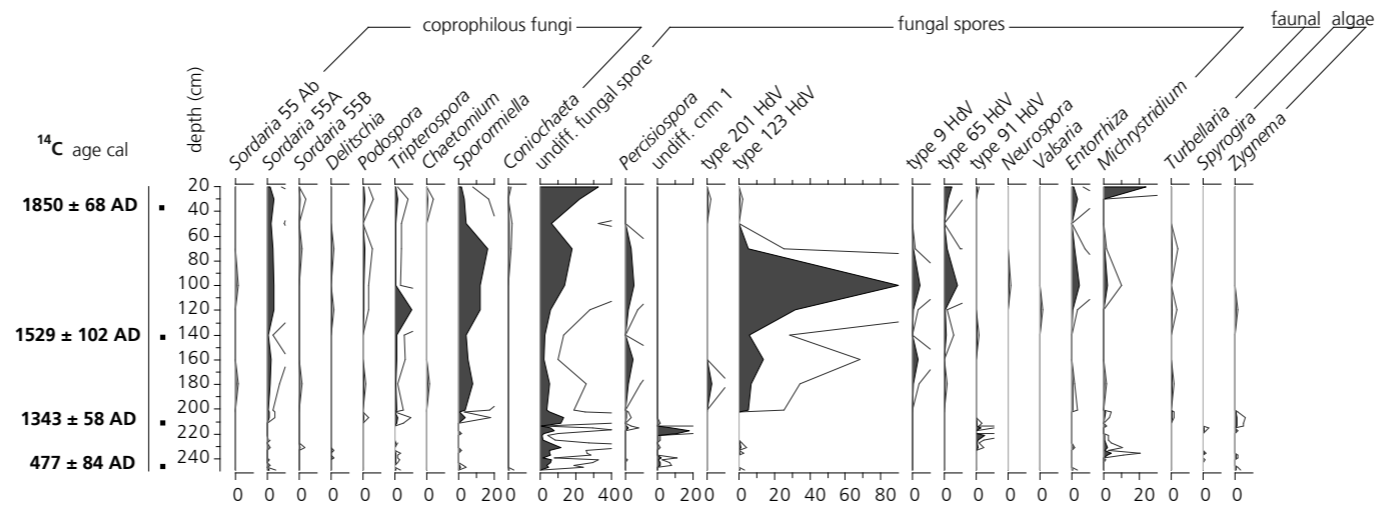 coprophilous fungi fungal spores faunal algae
Sordaria 55 Ab
Sordaria 55A
Sordaria 55B
Delitschia
Podospora
Tripterospora
Chaetomium
Sporormiella
Coniochaeta
undiff. fungal spore
Percisiospora
undiff. cnm 1
type 201 HdV
type 123 HdV
type 9 HdV
type 65 HdV
type 91 HdV
Neurospora
Valsaria
Entorrhiza
Michrystridium
Turbellaria
Spyrogira
Zygnema
depth (cm)
14C age cal
20
1850 ± 68 AD 40
60
80
100
120
1529 ± 102 AD 140
160
180
200
1343 ± 58 AD 220
477 ± 84 AD 240
0 0 0 0 0 0 0 0 20 0 0 20 40 0 0 20 0 0 20 40 60 80 0 0 0 0 0 0 0 20 0 0 0